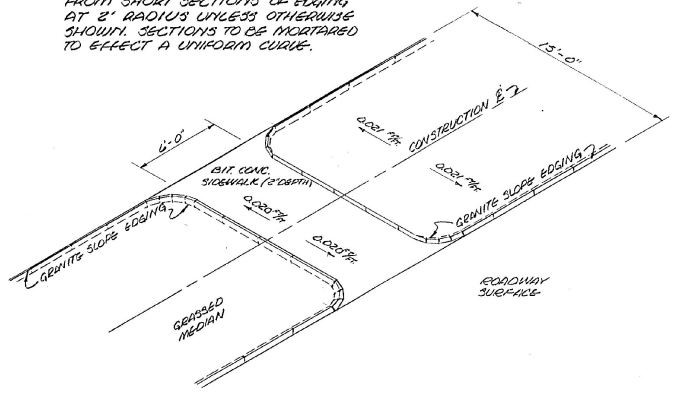 FROM SHORT SECTIONS OF EDGING
AT 2' RADIUS UNLESS OTHERWISE
SHOWN. SECTIONS TO BE MORTARED
TO EFFECT A UNIFORM CURVE.
15'-0"
6'-0"
0.021 FT/FT.
CONSTRUCTION ℄
BIT. CONC.
SIDEWALK (2" DEPTH)
0.021 FT/FT.
0.020 FT/FT.
GRANITE SLOPE EDGING
0.020 FT/FT.
GRANITE SLOPE EDGING
GRASSED
MEDIAN
ROADWAY
SURFACE